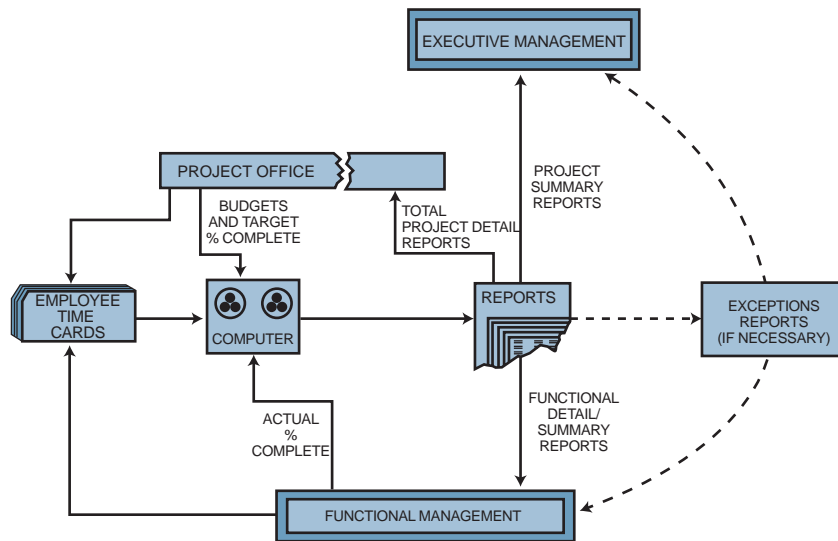 EXECUTIVE MANAGEMENT
PROJECT OFFICE
PROJECT
SUMMARY
REPORTS
BUDGETS
AND TARGET
% COMPLETE
TOTAL
PROJECT DETAIL
REPORTS
EMPLOYEE
TIME
CARDS
COMPUTER
REPORTS
EXCEPTIONS
REPORTS
(IF NECESSARY)
ACTUAL
%
COMPLETE
FUNCTIONAL
DETAIL/
SUMMARY
REPORTS
FUNCTIONAL MANAGEMENT